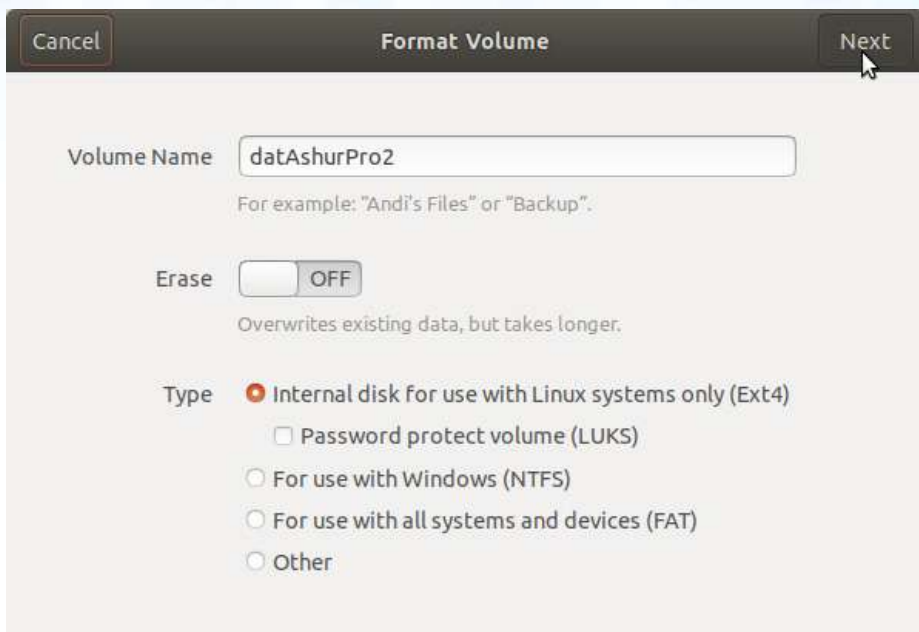 Cancel Format Volume Next
Volume Name datAshurPro2
For example: “Andi's Files” or “Backup”.
Erase OFF
Overwrites existing data, but takes longer.
Type Internal disk for use with Linux systems only (Ext4)
Password protect volume (LUKS)
For use with Windows (NTFS)
For use with all systems and devices (FAT)
Other